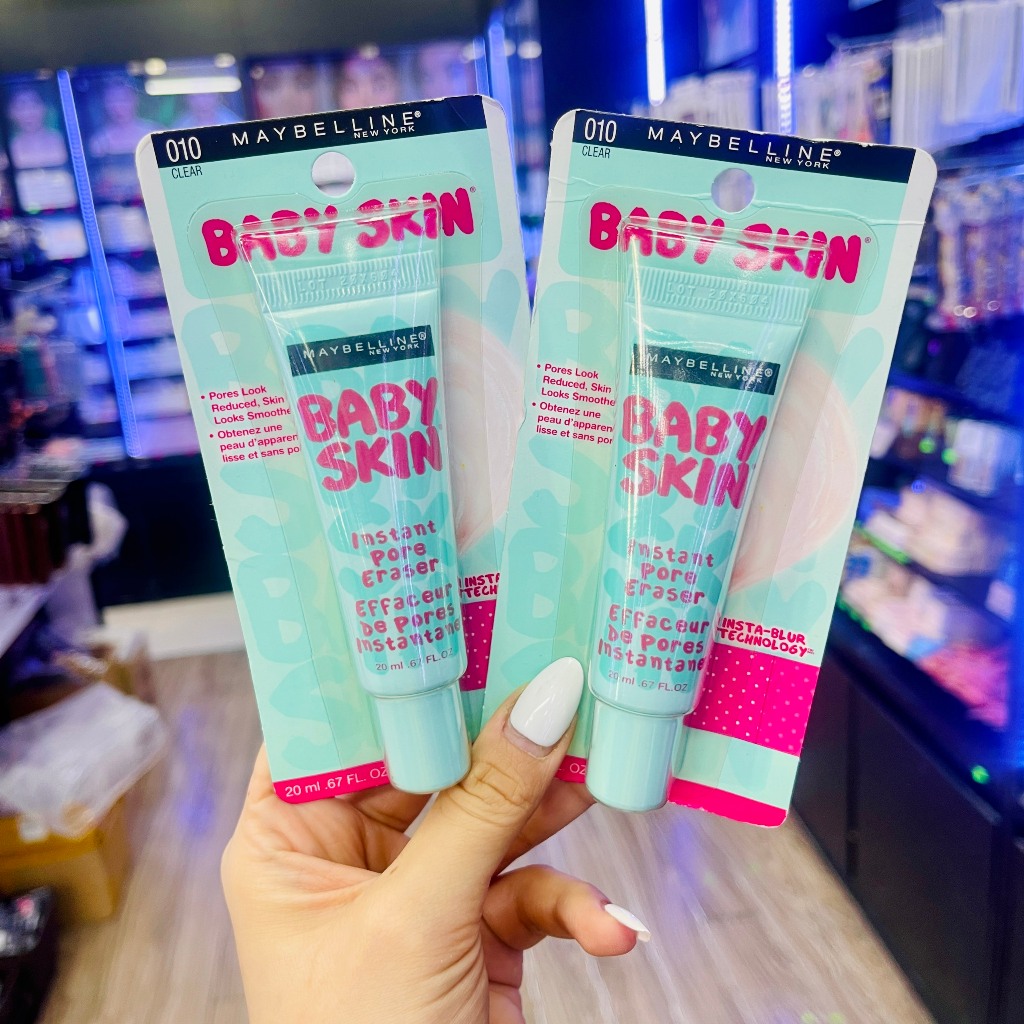 010
CLEAR
MAYBELLINE®
NEW YORK
BABY SKIN®
MAYBELLINE®
NEW YORK
BABY
SKIN
• Pores Look
Reduced, Skin
Looks Smoothe
• Obtenez une
peau d'apparen
lisse et sans po
Instant
Pore
Eraser
Effaceur
De Pores
Instantané
20 ml .67 FL.OZ
INSTA
TECH
20 ml .67 FL. OZ
010
CLEAR
MAYBELLINE®
NEW YORK
BABY SKIN®
MAYBELLINE®
NEW YORK
BABY
SKIN
• Pores Look
Reduced, Skin
Looks Smoothe
• Obtenez une
peau d'apparen
lisse et sans por
Instant
Pore
Eraser
Effaceur
De Pores
Instantané
20 ml .67 FL.OZ
INSTA-BLUR
TECHNOLOGY
OZ